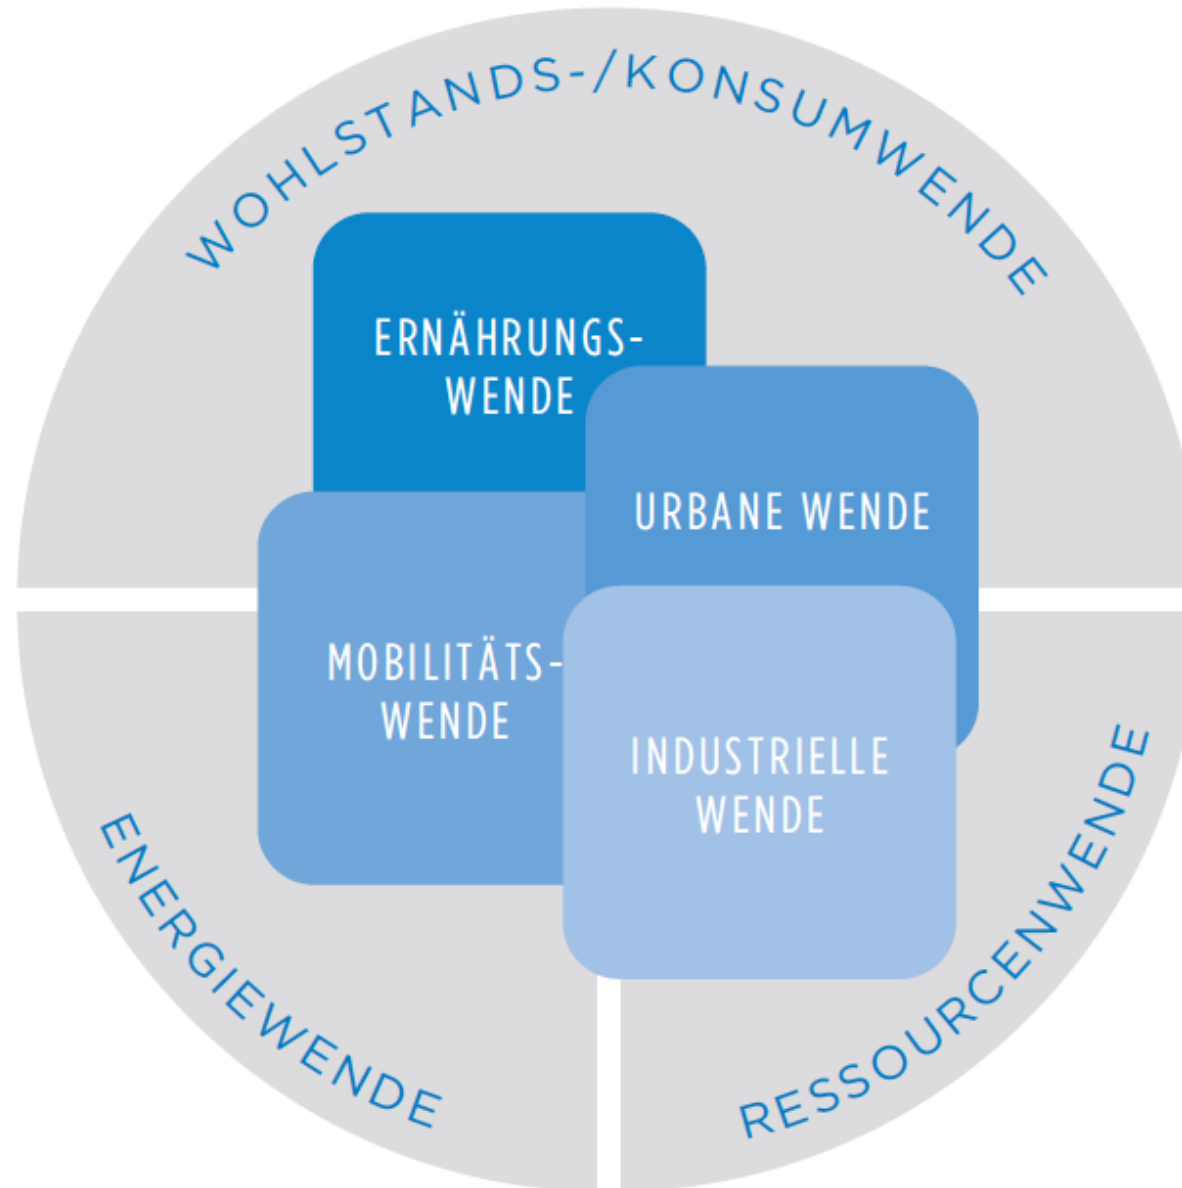 WOHLSTANDS-/KONSUMWENDE
ERNÄHRUNGS-
WENDE
URBANE WENDE
MOBILITÄTS-
WENDE
INDUSTRIELLE
WENDE
ENERGIEWENDE
RESSOURCENWENDE